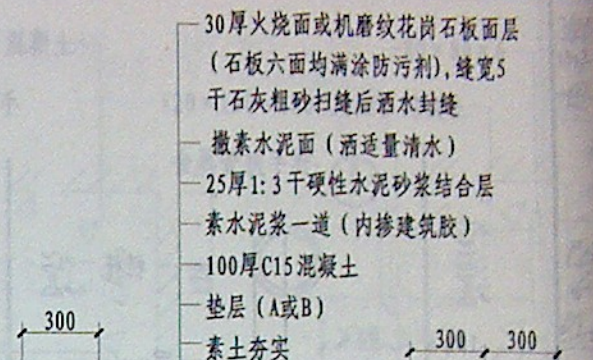 30厚火烧面或机磨纹花岗石板面层
(石板六面均满涂防污剂),缝宽5
干石灰粗砂扫缝后洒水封缝
撒素水泥面(洒适量清水)
25厚1:3干硬性水泥砂浆结合层
素水泥浆一道(内掺建筑胶)
100厚C15混凝土
垫层(A或B)
素土夯实
300
300
300